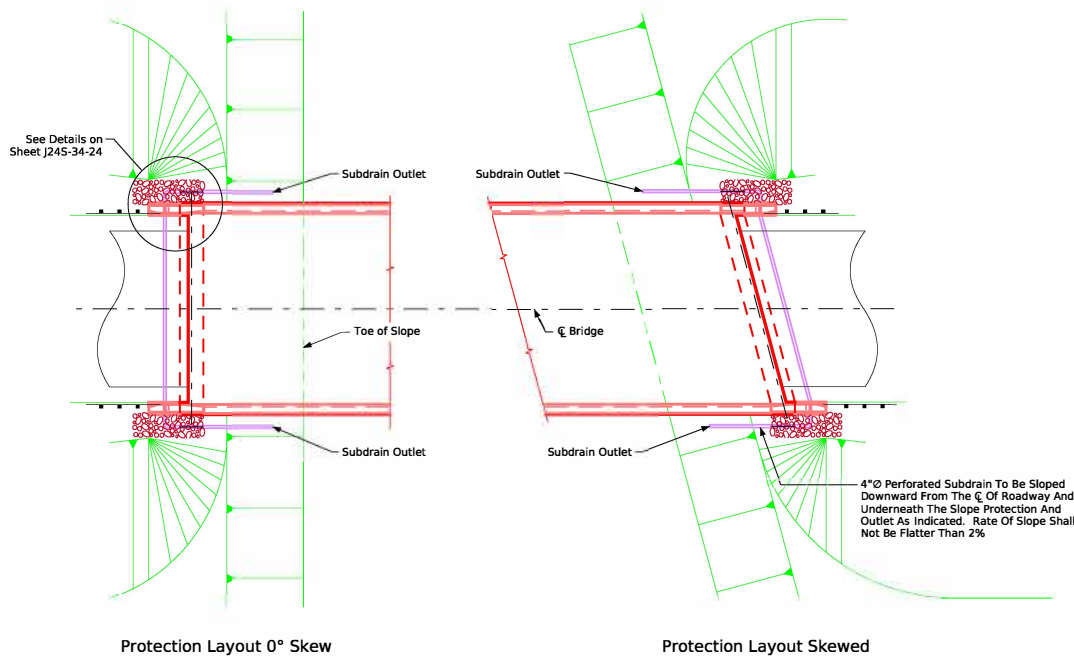 See Details on
Sheet J24S-34-24
Subdrain Outlet
Subdrain Outlet
Toe of Slope
℄ Bridge
Subdrain Outlet
Subdrain Outlet
4"Ø Perforated Subdrain To Be Sloped
Downward From The ℄ Of Roadway And
Underneath The Slope Protection And
Outlet As Indicated. Rate Of Slope Shall
Not Be Flatter Than 2%
Protection Layout 0° Skew
Protection Layout Skewed